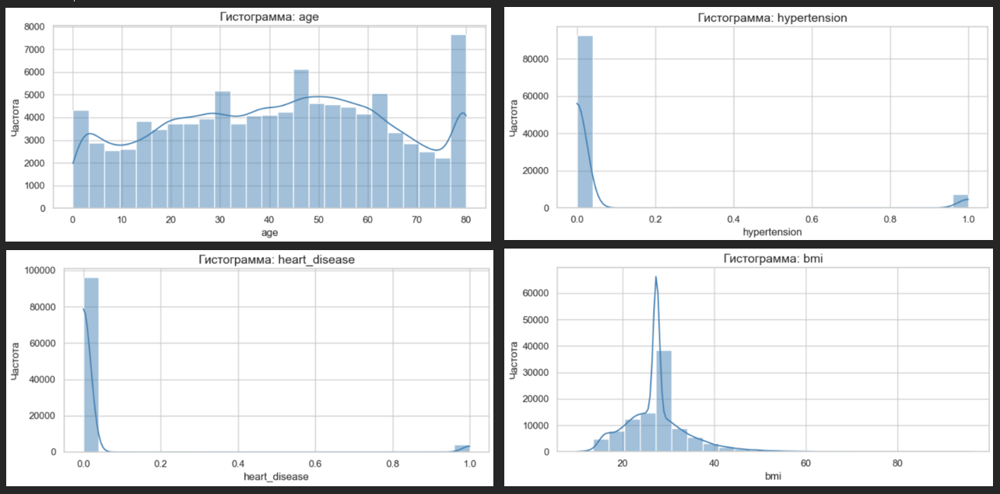 Гистограмма: age
8000
7000
6000
5000
4000
3000
2000
1000
0
Частота
0 10 20 30 40 50 60 70 80
age
Гистограмма: hypertension
80000
60000
40000
20000
0
Частота
0.0 0.2 0.4 0.6 0.8 1.0
hypertension
Гистограмма: heart_disease
100000
80000
60000
40000
20000
0
Частота
0.0 0.2 0.4 0.6 0.8 1.0
heart_disease
Гистограмма: bmi
60000
50000
40000
30000
20000
10000
0
Частота
20 40 60 80
bmi